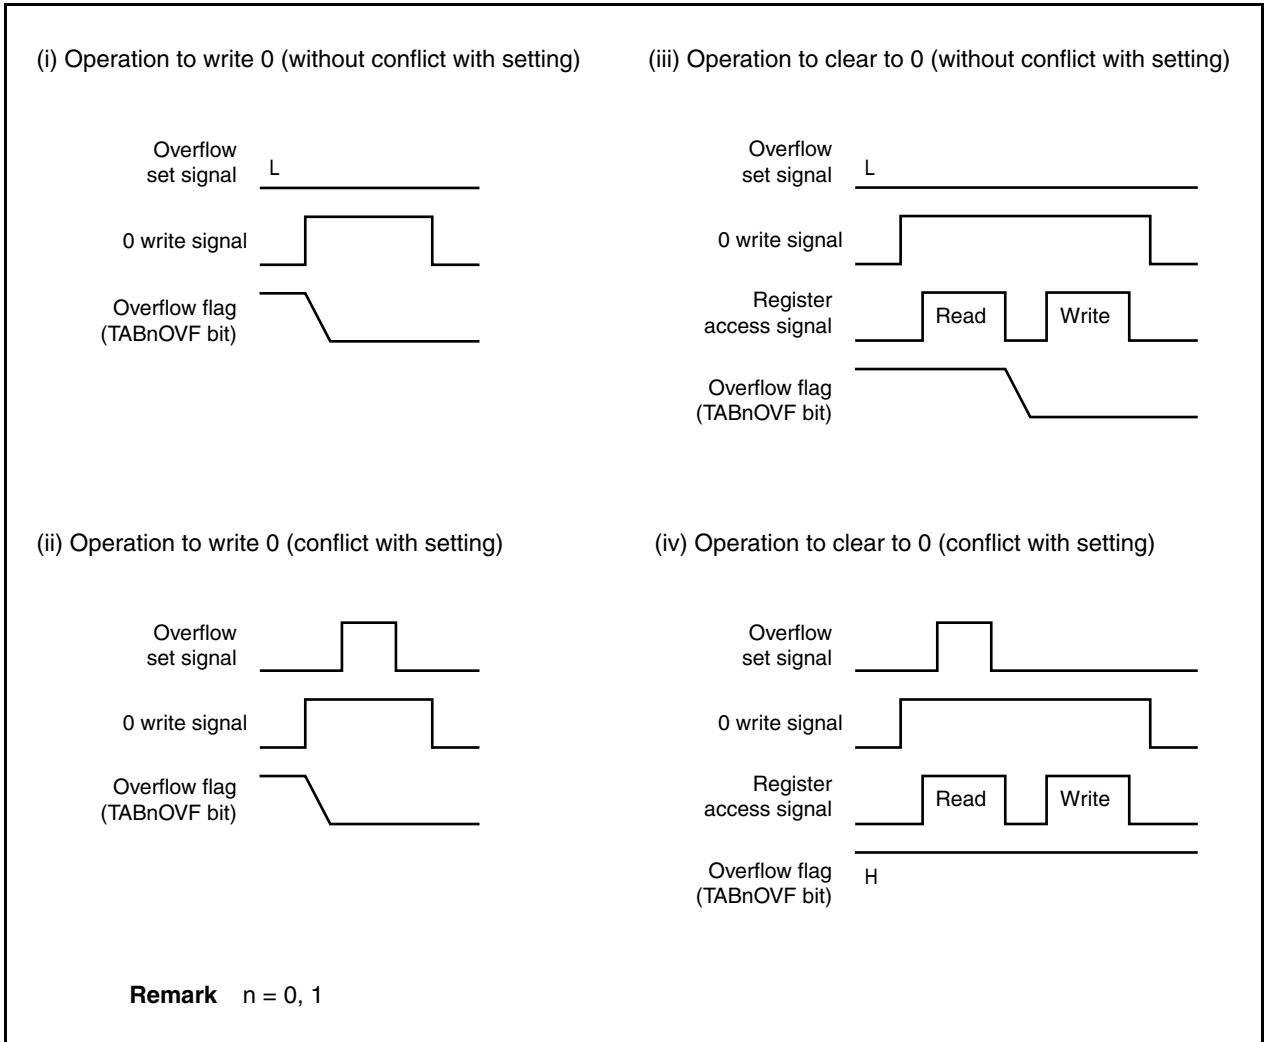 (i) Operation to write 0 (without conflict with setting)
Overflow
set signal
L
0 write signal
Overflow flag
(TABnOVF bit)
(iii) Operation to clear to 0 (without conflict with setting)
Overflow
set signal
L
0 write signal
Register
access signal
Read
Write
Overflow flag
(TABnOVF bit)
(ii) Operation to write 0 (conflict with setting)
Overflow
set signal
0 write signal
Overflow flag
(TABnOVF bit)
(iv) Operation to clear to 0 (conflict with setting)
Overflow
set signal
0 write signal
Register
access signal
Read
Write
Overflow flag
(TABnOVF bit)
H
Remark n = 0, 1